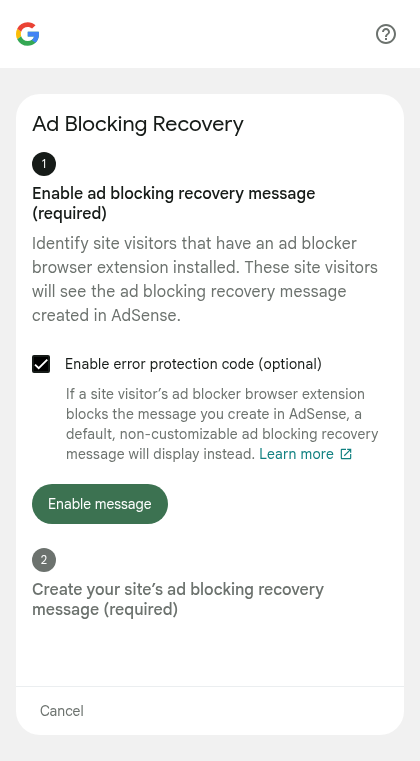 Ad Blocking Recovery
1
Enable ad blocking recovery message
(required)
Identify site visitors that have an ad blocker
browser extension installed. These site visitors
will see the ad blocking recovery message
created in AdSense.
Enable error protection code (optional)
If a site visitor’s ad blocker browser extension
blocks the message you create in AdSense, a
default, non-customizable ad blocking recovery
message will display instead. Learn more
Enable message
2
Create your site’s ad blocking recovery
message (required)
Cancel